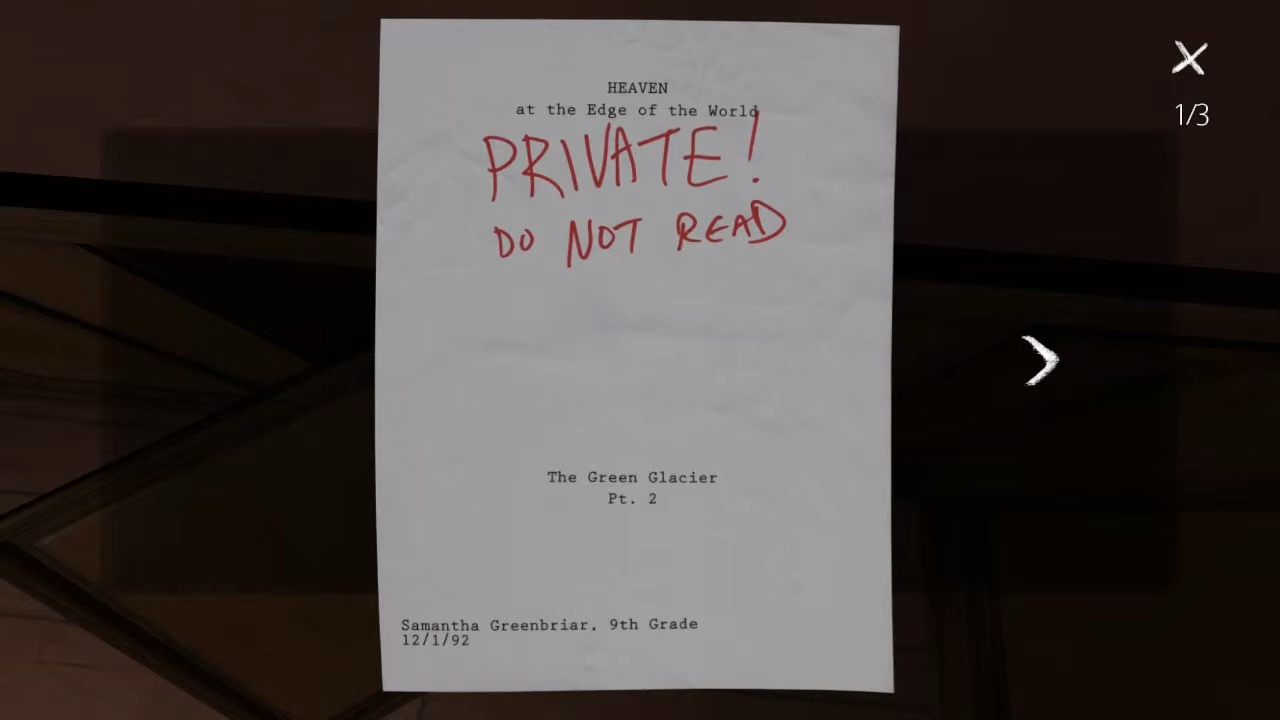 HEAVEN
at the Edge of the World
PRIVATE!
DO NOT READ
The Green Glacier
Pt. 2
Samantha Greenbriar, 9th Grade
12/1/92
1/3